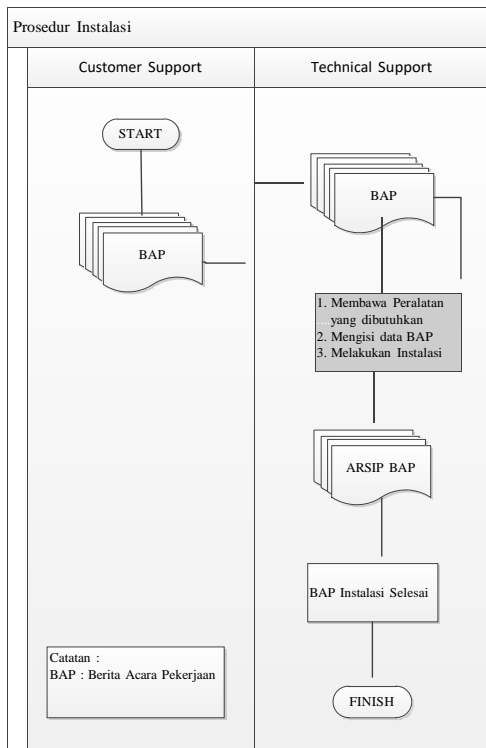 Prosedur Instalasi
Customer Support
Technical Support
START
BAP
BAP
1. Membawa Peralatan
yang dibutuhkan
2. Mengisi data BAP
3. Melakukan Instalasi
ARSIP BAP
BAP Instalasi Selesai
Catatan :
BAP : Berita Acara Pekerjaan
FINISH